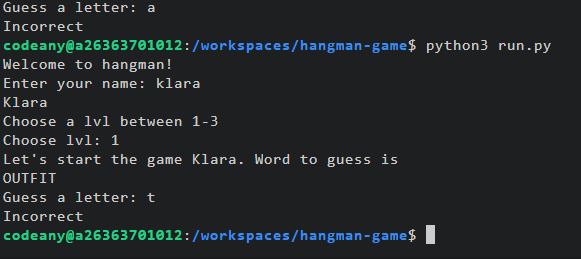 Guess a letter: a
Incorrect
codeany@a26363701012:/workspaces/hangman-game$ python3 run.py
Welcome to hangman!
Enter your name: klara
Klara
Choose a lvl between 1-3
Choose lvl: 1
Let's start the game Klara. Word to guess is
OUTFIT
Guess a letter: t
Incorrect
codeany@a26363701012:/workspaces/hangman-game$